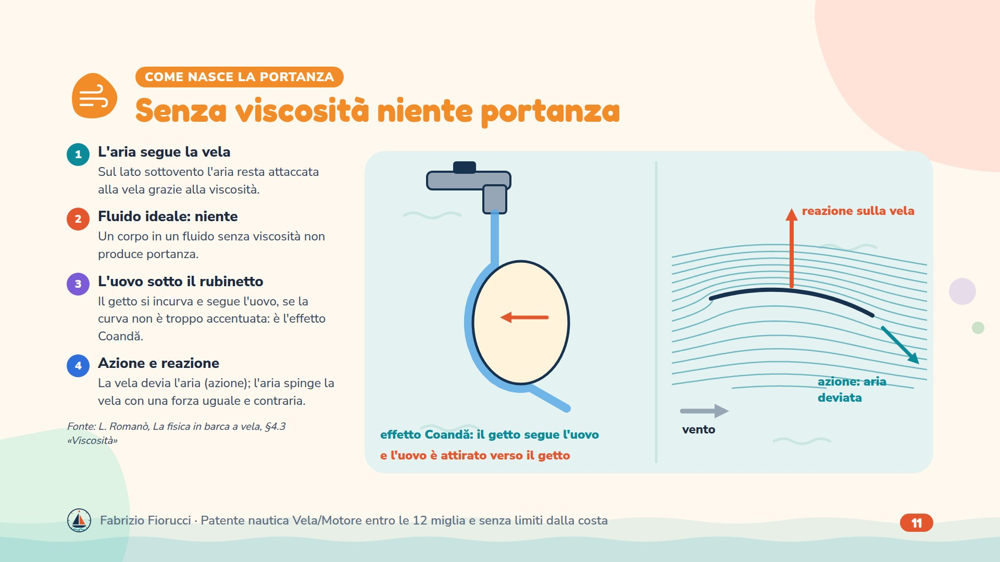 COME NASCE LA PORTANZA
Senza viscosità niente portanza
1
L'aria segue la vela
Sul lato sottovento l'aria resta attaccata
alla vela grazie alla viscosità.
2
Fluido ideale: niente
Un corpo in un fluido senza viscosità non
produce portanza.
3
L'uovo sotto il rubinetto
Il getto si incurva e segue l'uovo, se la
curva non è troppo accentuata: è l'effetto
Coandă.
4
Azione e reazione
La vela devia l'aria (azione); l'aria spinge la
vela con una forza uguale e contraria.
Fonte: L. Romanò, La fisica in barca a vela, §4.3
«Viscosità»
effetto Coandă: il getto segue l'uovo
e l'uovo è attirato verso il getto
reazione sulla vela
azione: aria
deviata
vento
Fabrizio Fiorucci · Patente nautica Vela/Motore entro le 12 miglia e senza limiti dalla costa
11